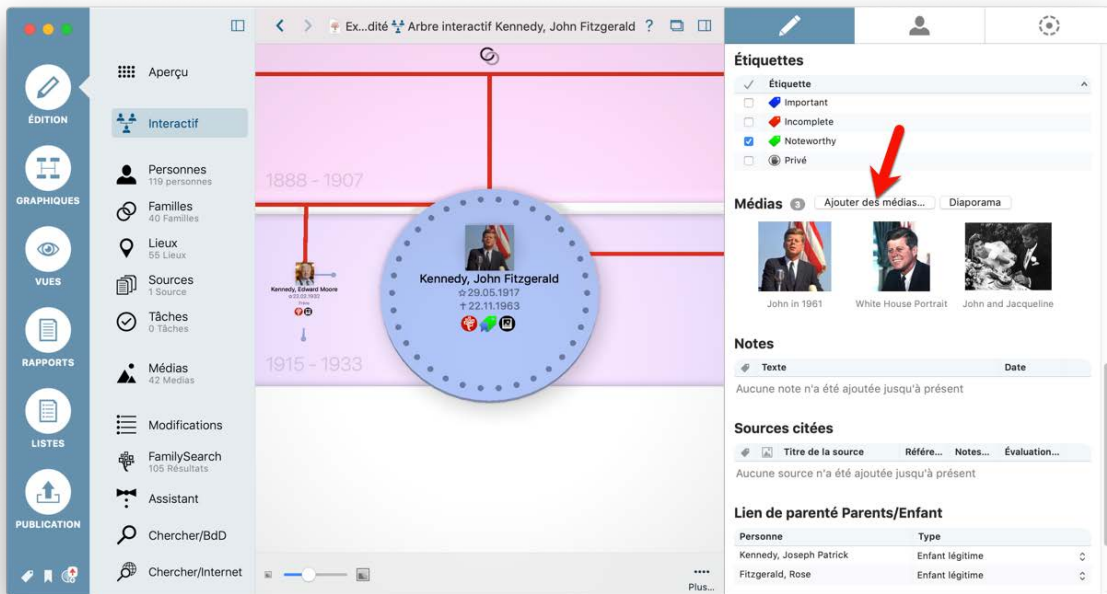 ÉDITION
GRAPHIQUES
VUES
RAPPORTS
LISTES
PUBLICATION
Aperçu
Interactif
Personnes
119 personnes
Familles
40 Familles
Lieux
55 Lieux
Sources
1 Source
Tâches
0 Tâches
Médias
42 Medias
Modifications
FamilySearch
105 Résultats
Assistant
Chercher/BdD
Chercher/Internet
Ex...dité Arbre interactif Kennedy, John Fitzgerald ?
1888 - 1907
Kennedy, Edward Moore
Kennedy, John Fitzgerald
☆29.05.1917
†22.11.1963
1915 - 1933
Plus...
Étiquettes
Étiquette
Important
Incomplete
Noteworthy
Privé
Médias 3 Ajouter des médias... Diaporama
John in 1961 White House Portrait John and Jacqueline
Notes
Texte Date
Aucune note n'a été ajoutée jusqu'à présent
Sources citées
Titre de la source Référe... Notes... Évaluation...
Aucune source n'a été ajoutée jusqu'à présent
Lien de parenté Parents/Enfant
Personne Type
Kennedy, Joseph Patrick Enfant légitime
Fitzgerald, Rose Enfant légitime